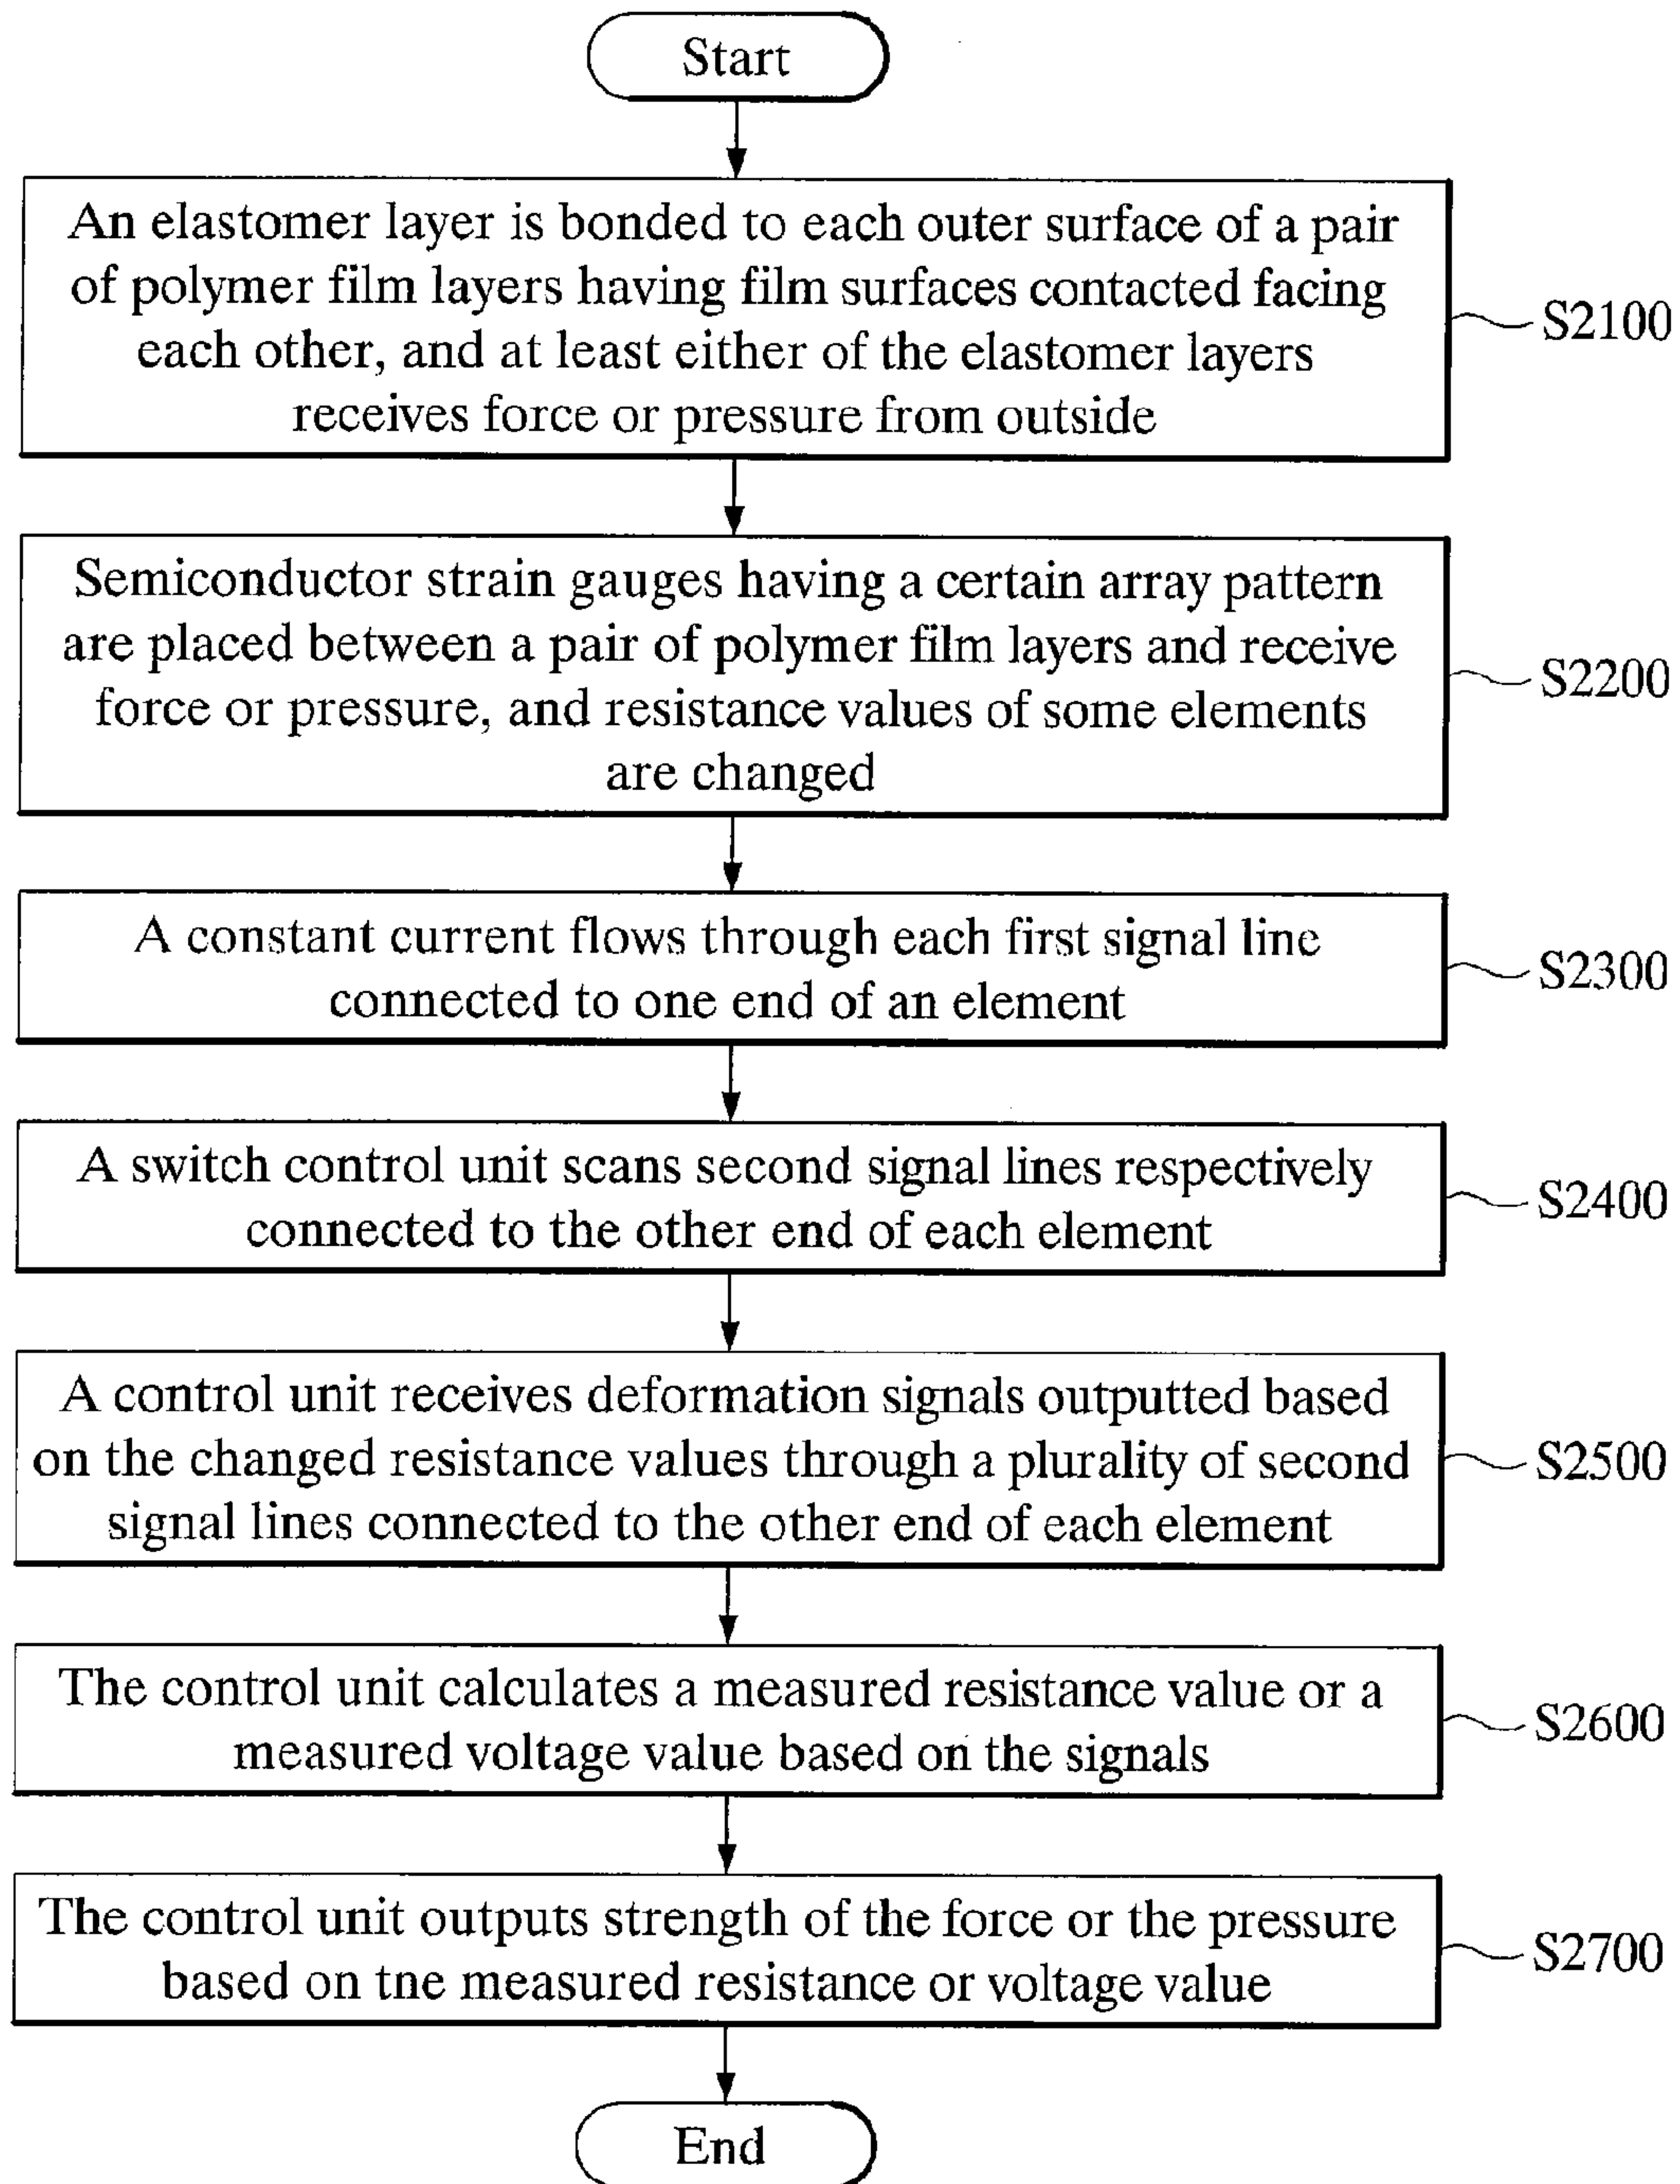 Start
An elastomer layer is bonded to each outer surface of a pair
of polymer film layers having film surfaces contacted facing
each other, and at least either of the elastomer layers
receives force or pressure from outside
S2100
Semiconductor strain gauges having a certain array pattern
are placed between a pair of polymer film layers and receive
force or pressure, and resistance values of some elements
are changed
S2200
A constant current flows through each first signal line
connected to one end of an element
S2300
A switch control unit scans second signal lines respectively
connected to the other end of each element
S2400
A control unit receives deformation signals outputted based
on the changed resistance values through a plurality of second
signal lines connected to the other end of each element
S2500
The control unit calculates a measured resistance value or a
measured voltage value based on the signals
S2600
The control unit outputs strength of the force or the pressure
based on tne measured resistance or voltage value
S2700
End